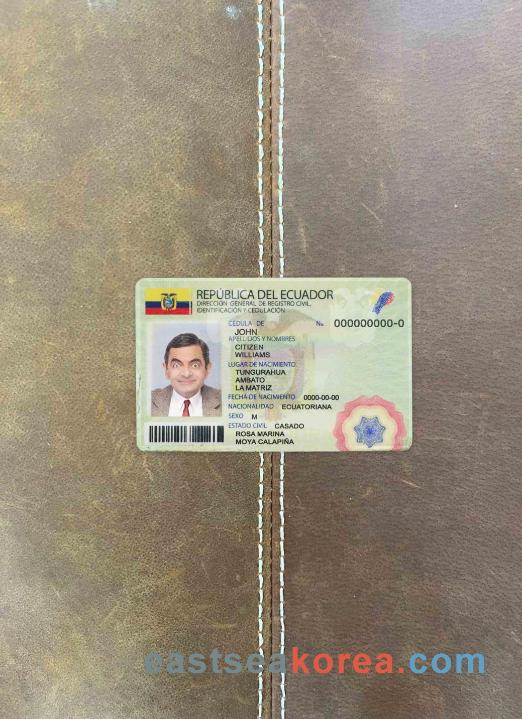 REPÚBLICA DEL ECUADOR
DIRECCIÓN GENERAL DE REGISTRO CIVIL,
IDENTIFICACIÓN Y CEDULACIÓN
CÉDULA DE No. 000000000-0
JOHN
APELLIDOS Y NOMBRES
CITIZEN
WILLIAMS
LUGAR DE NACIMIENTO
TUNGURAHUA
AMBATO
LA MATRIZ
FECHA DE NACIMIENTO 0000-00-00
NACIONALIDAD ECUATORIANA
SEXO M
ESTADO CIVIL CASADO
ROSA MARINA
MOYA CALAPIÑA
eastseakorea.com